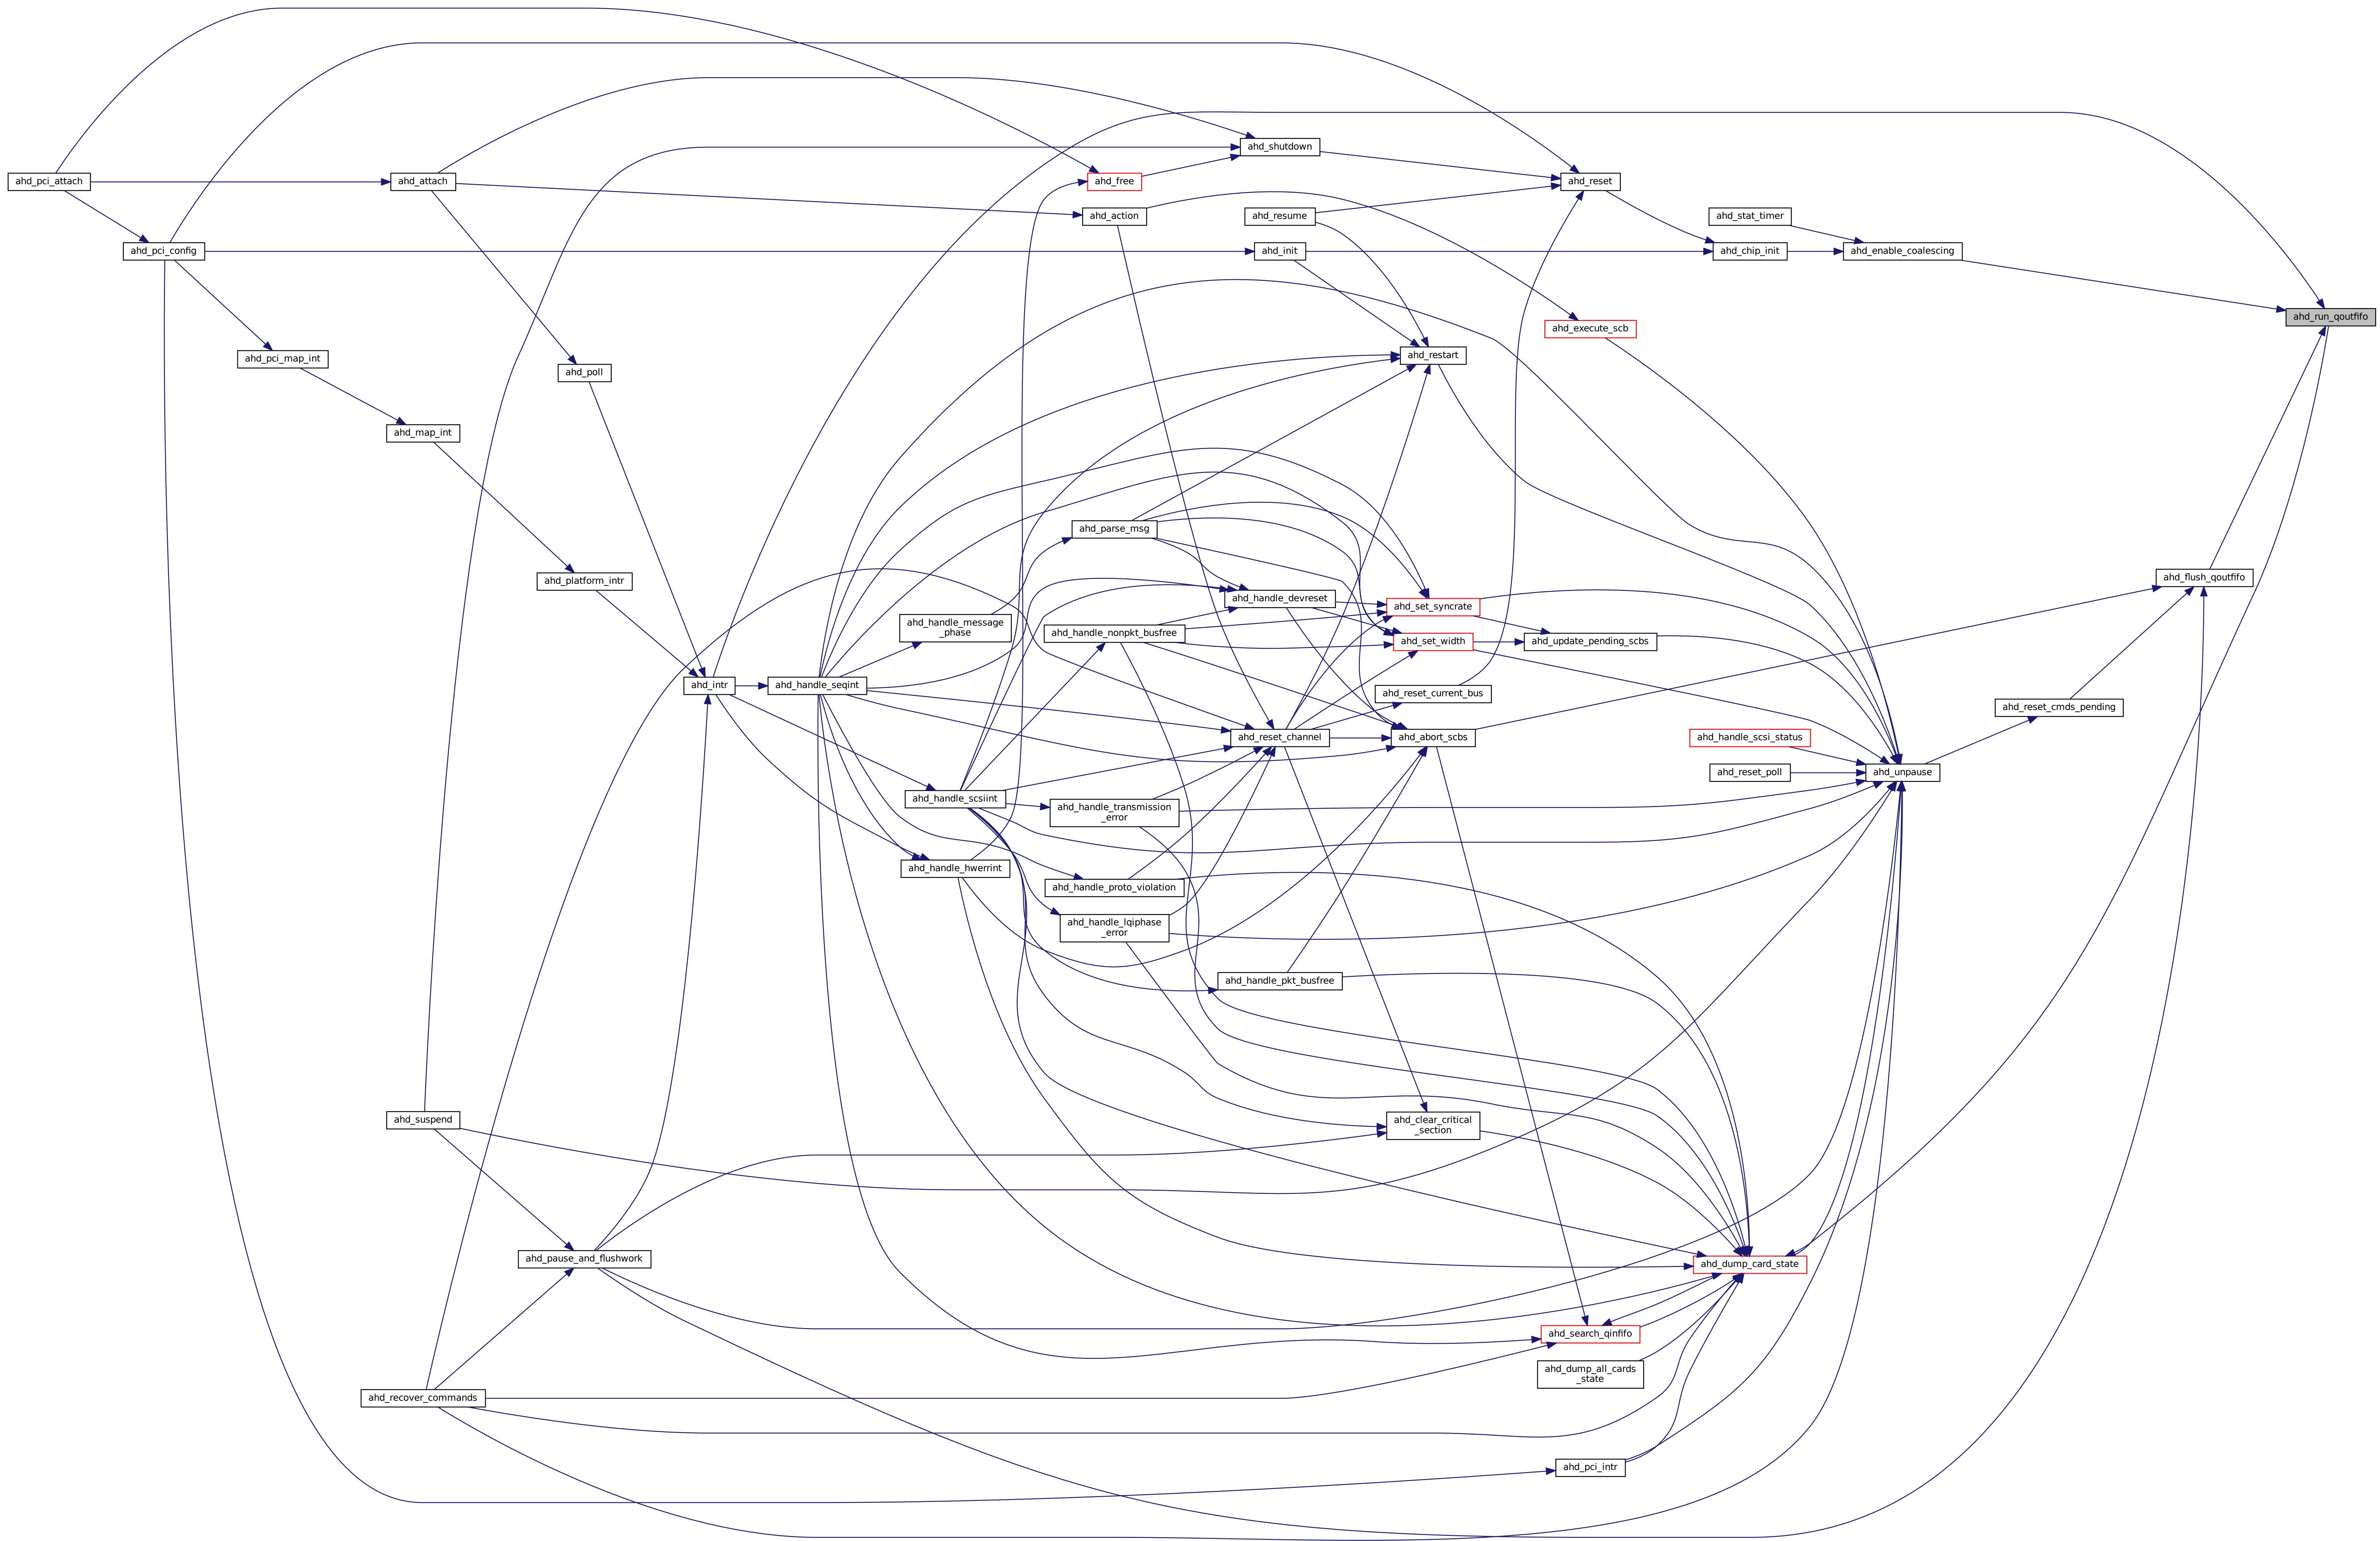 ahd_shutdown
ahd_pci_attach
ahd_attach
ahd_free
ahd_reset
ahd_action
ahd_resume
ahd_stat_timer
ahd_pci_config
ahd_init
ahd_chip_init
ahd_enable_coalescing
ahd_run_qoutfifo
ahd_execute_scb
ahd_pci_map_int
ahd_restart
ahd_poll
ahd_map_int
ahd_parse_msg
ahd_platform_intr
ahd_flush_qoutfifo
ahd_handle_devreset
ahd_set_syncrate
ahd_handle_message
_phase
ahd_handle_nonpkt_busfree
ahd_set_width
ahd_update_pending_scbs
ahd_intr
ahd_handle_seqint
ahd_reset_current_bus
ahd_reset_cmds_pending
ahd_reset_channel
ahd_abort_scbs
ahd_handle_scsi_status
ahd_reset_poll
ahd_unpause
ahd_handle_scsiint
ahd_handle_transmission
_error
ahd_handle_hwerrint
ahd_handle_proto_violation
ahd_handle_lqiphase
_error
ahd_handle_pkt_busfree
ahd_suspend
ahd_clear_critical
_section
ahd_pause_and_flushwork
ahd_dump_card_state
ahd_search_qinfifo
ahd_dump_all_cards
_state
ahd_recover_commands
ahd_pci_intr